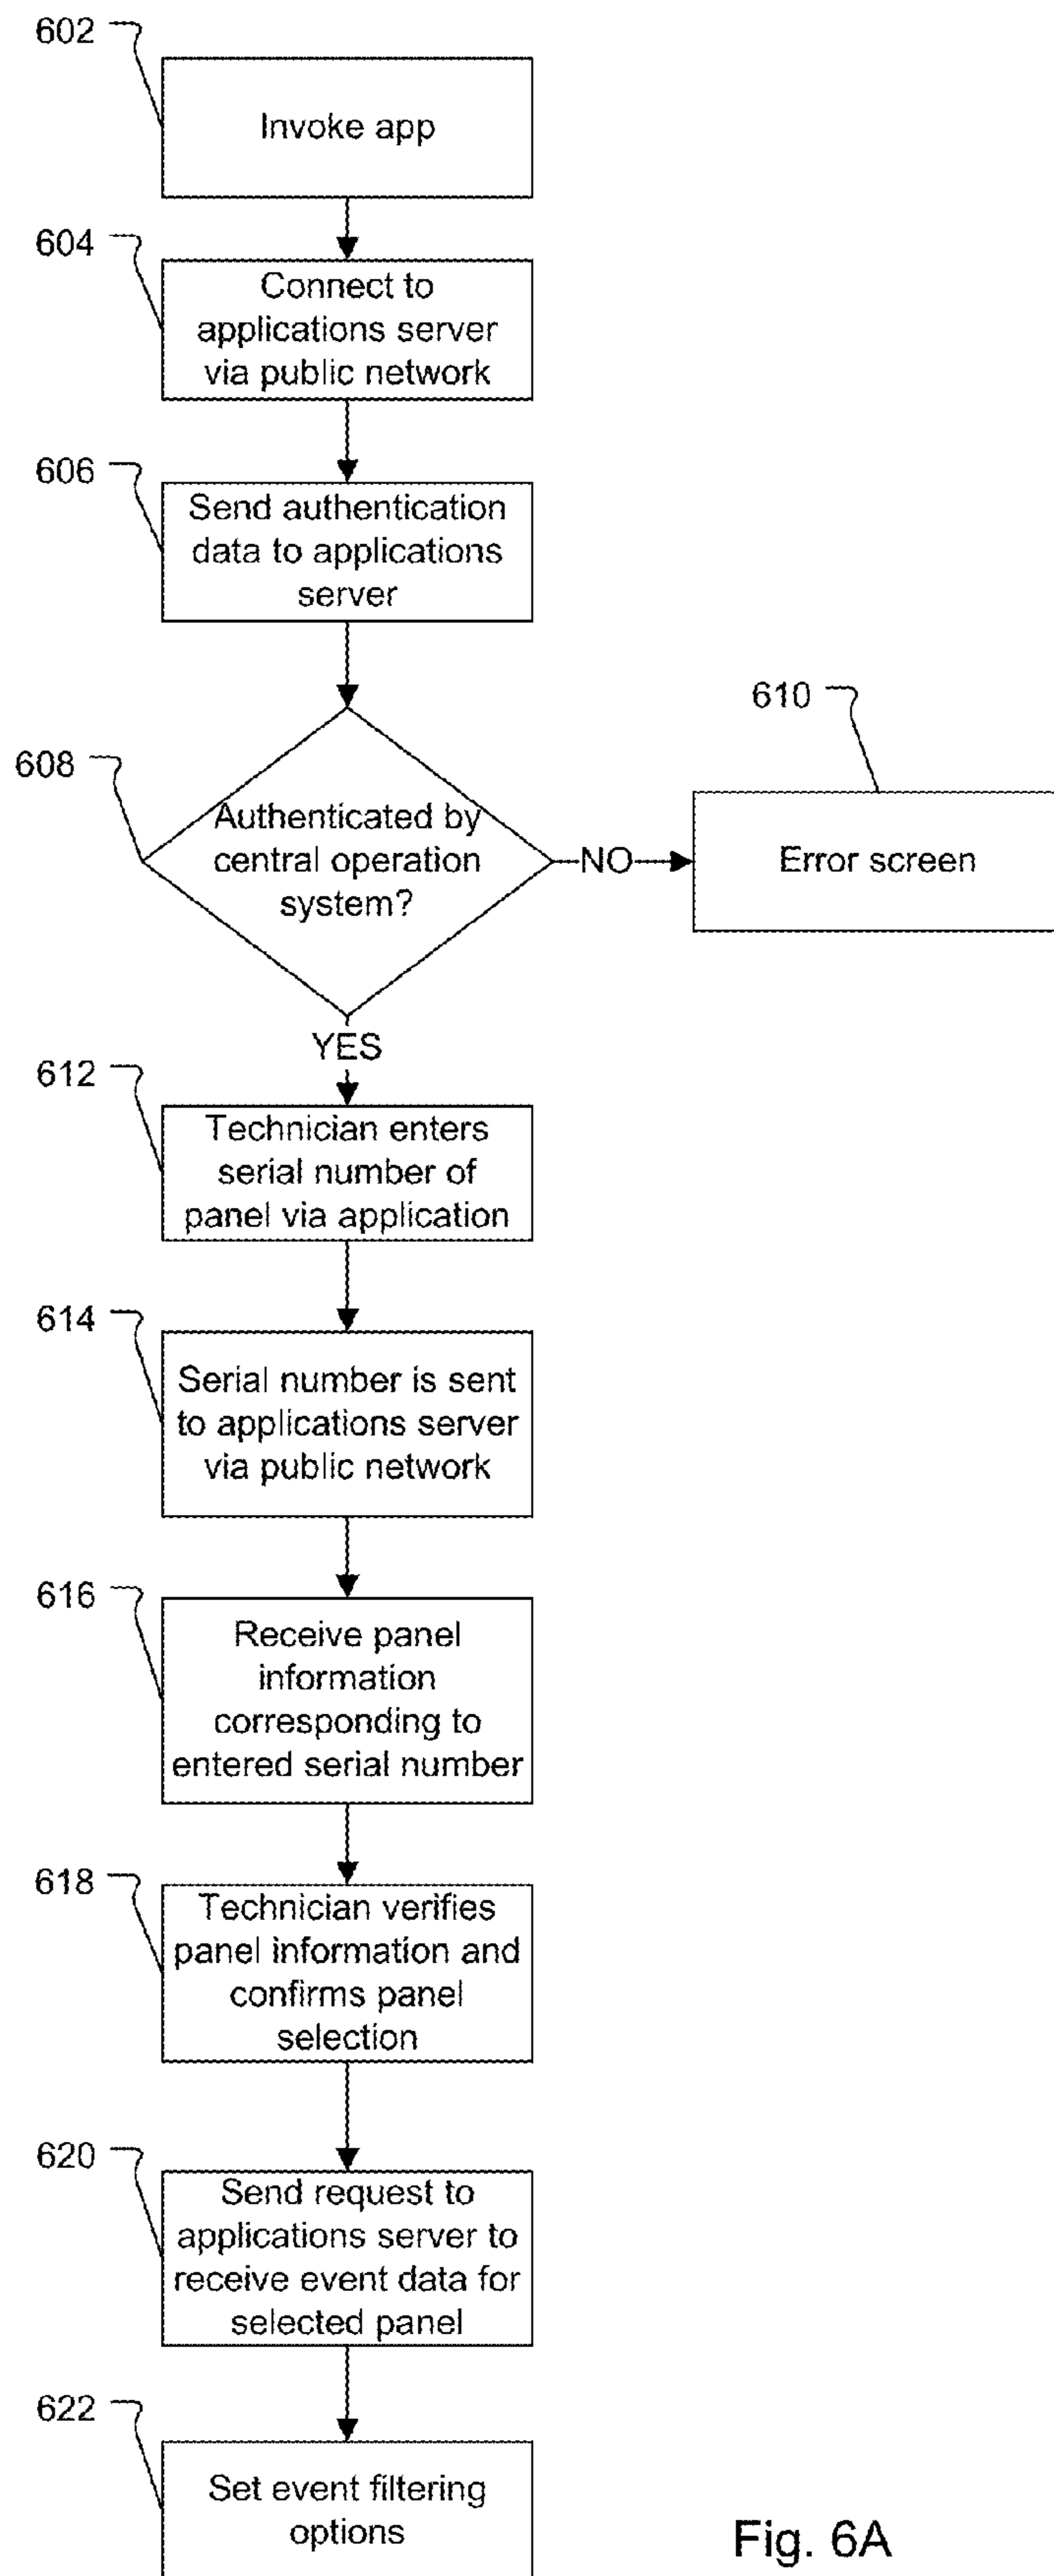 602
Invoke app
604
Connect to
applications server
via public network
606
Send authentication
data to applications
server
608
Authenticated by
central operation
system?
NO
610
Error screen
YES
612
Technician enters
serial number of
panel via application
614
Serial number is sent
to applications server
via public network
616
Receive panel
information
corresponding to
entered serial number
618
Technician verifies
panel information and
confirms panel
selection
620
Send request to
applications server to
receive event data for
selected panel
622
Set event filtering
options
Fig. 6A